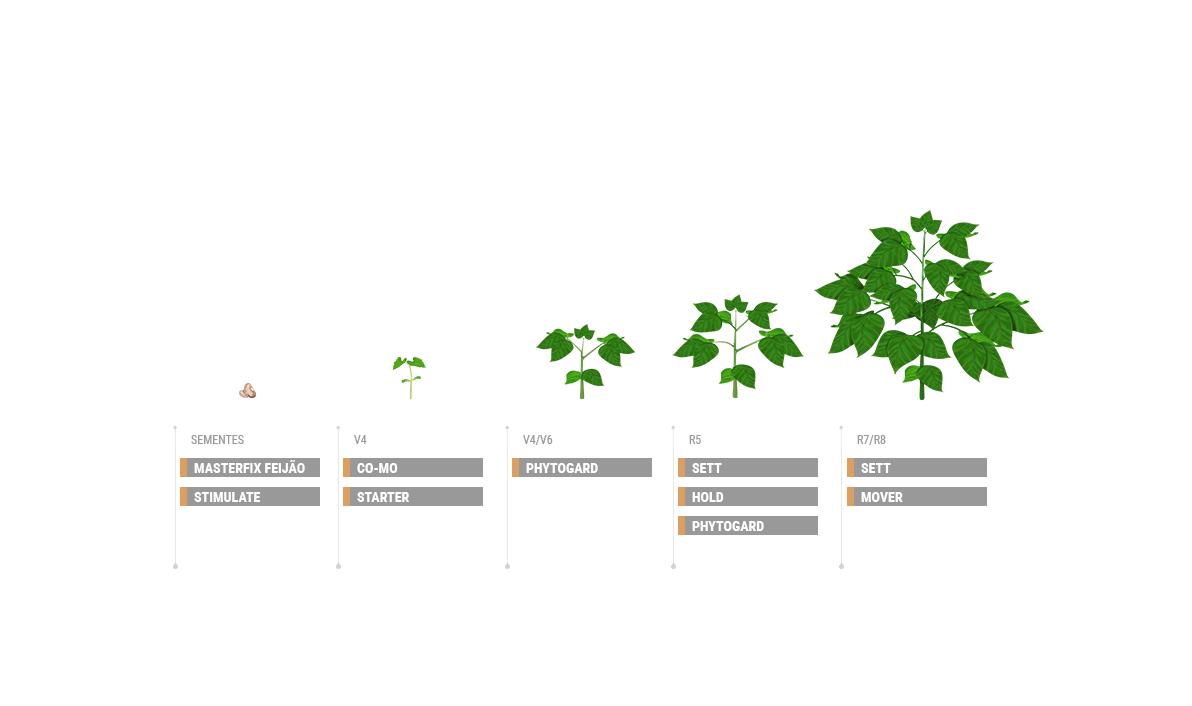 SEMENTES
MASTERFIX FEIJÃO
STIMULATE
V4
CO-MO
STARTER
V4/V6
PHYTOGARD
R5
SETT
HOLD
PHYTOGARD
R7/R8
SETT
MOVER